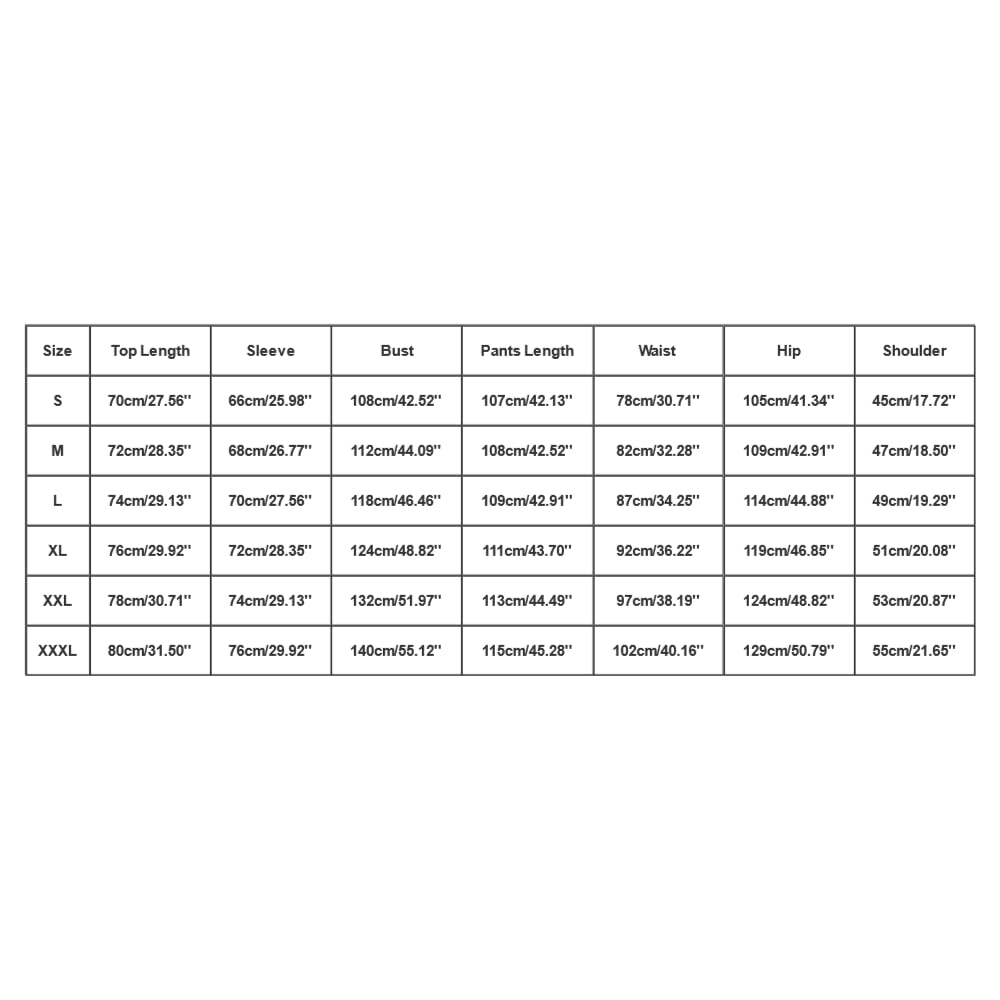 Size Top Length Sleeve Bust Pants Length Waist Hip Shoulder
S 70cm/27.56'' 66cm/25.98'' 108cm/42.52'' 107cm/42.13'' 78cm/30.71'' 105cm/41.34'' 45cm/17.72''
M 72cm/28.35'' 68cm/26.77'' 112cm/44.09'' 108cm/42.52'' 82cm/32.28'' 109cm/42.91'' 47cm/18.50''
L 74cm/29.13'' 70cm/27.56'' 118cm/46.46'' 109cm/42.91'' 87cm/34.25'' 114cm/44.88'' 49cm/19.29''
XL 76cm/29.92'' 72cm/28.35'' 124cm/48.82'' 111cm/43.70'' 92cm/36.22'' 119cm/46.85'' 51cm/20.08''
XXL 78cm/30.71'' 74cm/29.13'' 132cm/51.97'' 113cm/44.49'' 97cm/38.19'' 124cm/48.82'' 53cm/20.87''
XXXL 80cm/31.50'' 76cm/29.92'' 140cm/55.12'' 115cm/45.28'' 102cm/40.16'' 129cm/50.79'' 55cm/21.65''